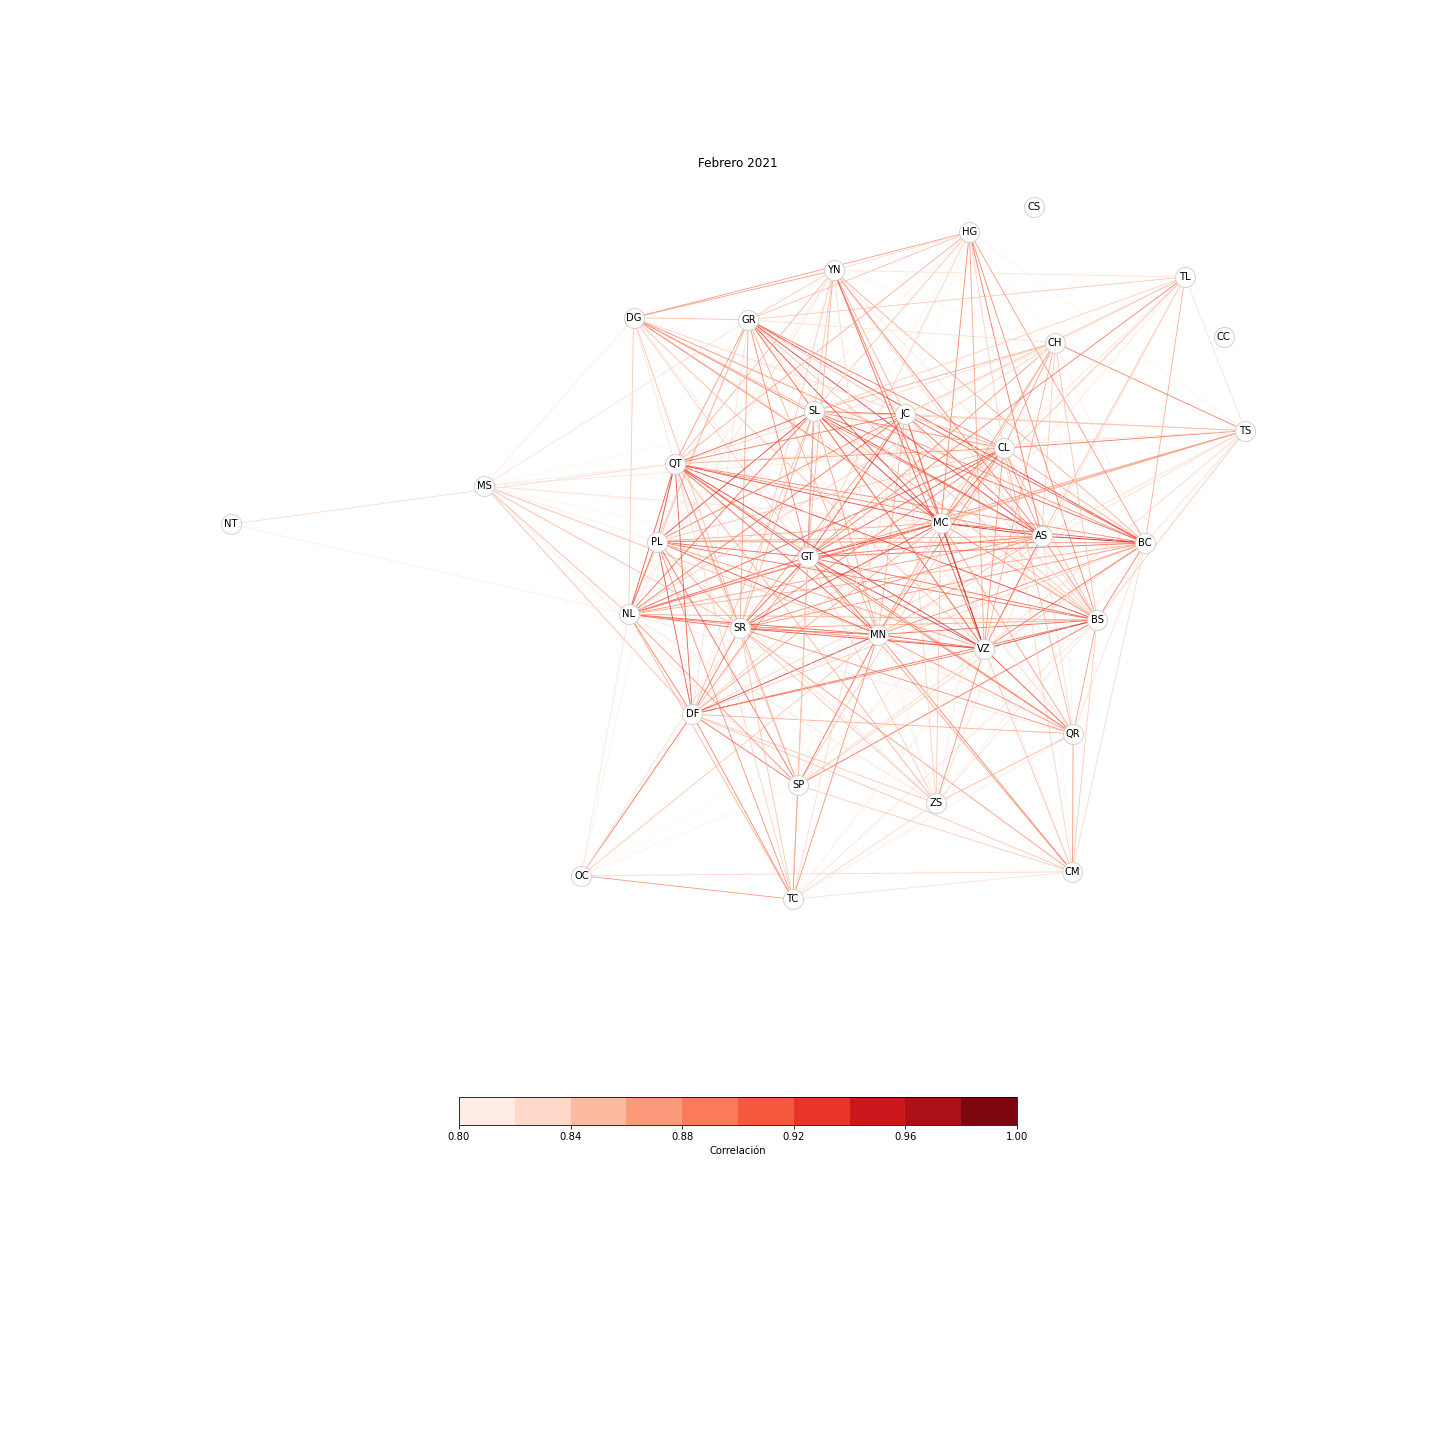 Febrero 2021
CS
HG
YN
TL
DG
GR
CC
CH
SL
JC
TS
CL
QT
MS
NT
MC
AS
PL
BC
GT
NL
SR
MN
BS
VZ
DF
QR
SP
ZS
OC
CM
TC
0.80 0.84 0.88 0.92 0.96 1.00
Correlación